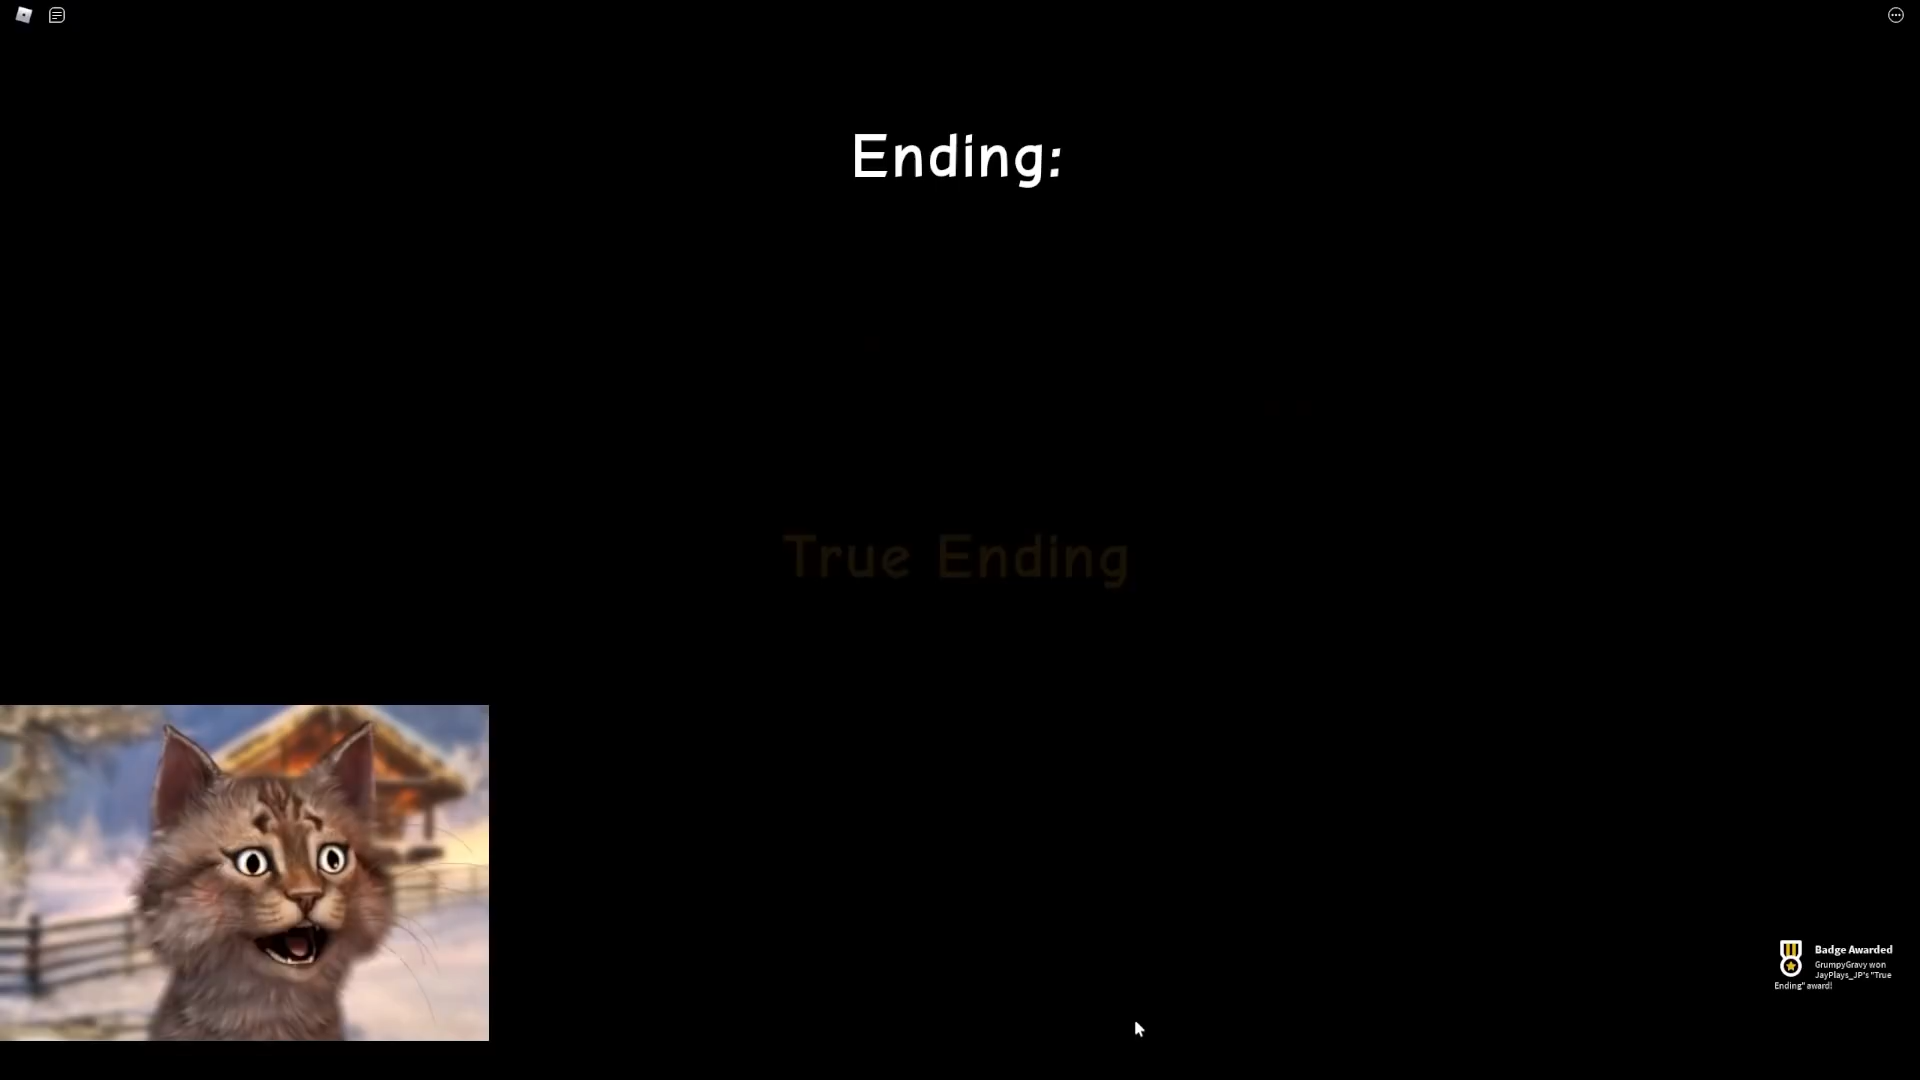 Ending:
True Ending
Badge Awarded
GrumpyGravy won
JayPlays_JP's "True
Ending" award!